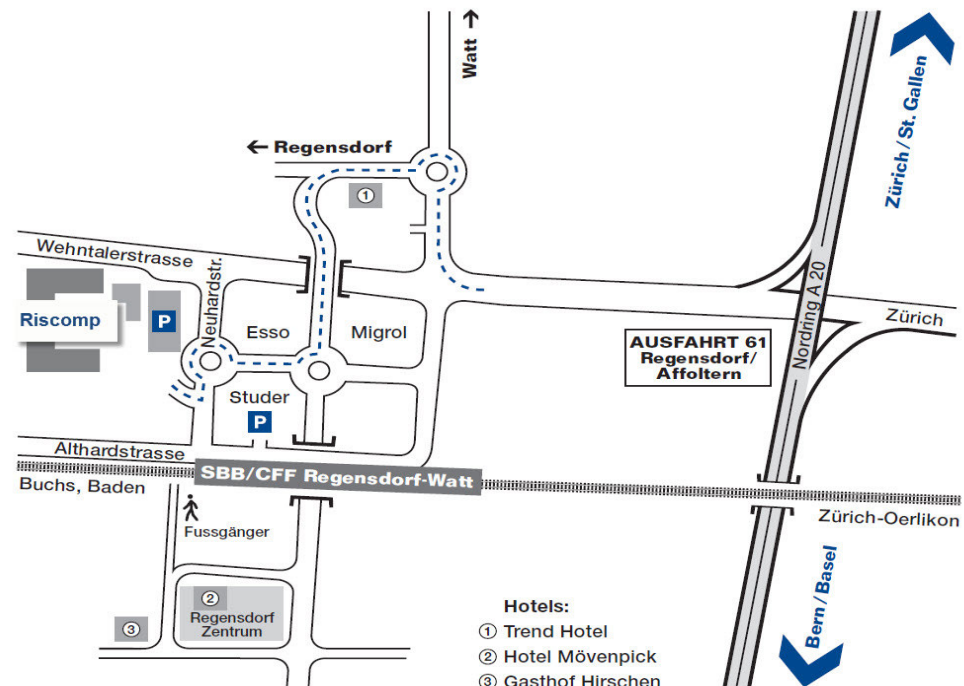 Watt
Zürich / St. Gallen
← Regensdorf
①
Wehntalerstrasse
Neuhardstr.
Riscomp
P
Esso
Migrol
Nordring A 20
Zürich
AUSFAHRT 61
Regensdorf/
Affoltern
Studer
P
Althardstrasse
SBB/CFF Regensdorf-Watt
Buchs, Baden
Zürich-Oerlikon
Fussgänger
Bern / Basel
②
Regensdorf
Zentrum
③
Hotels:
① Trend Hotel
② Hotel Mövenpick
③ Gasthof Hirschen